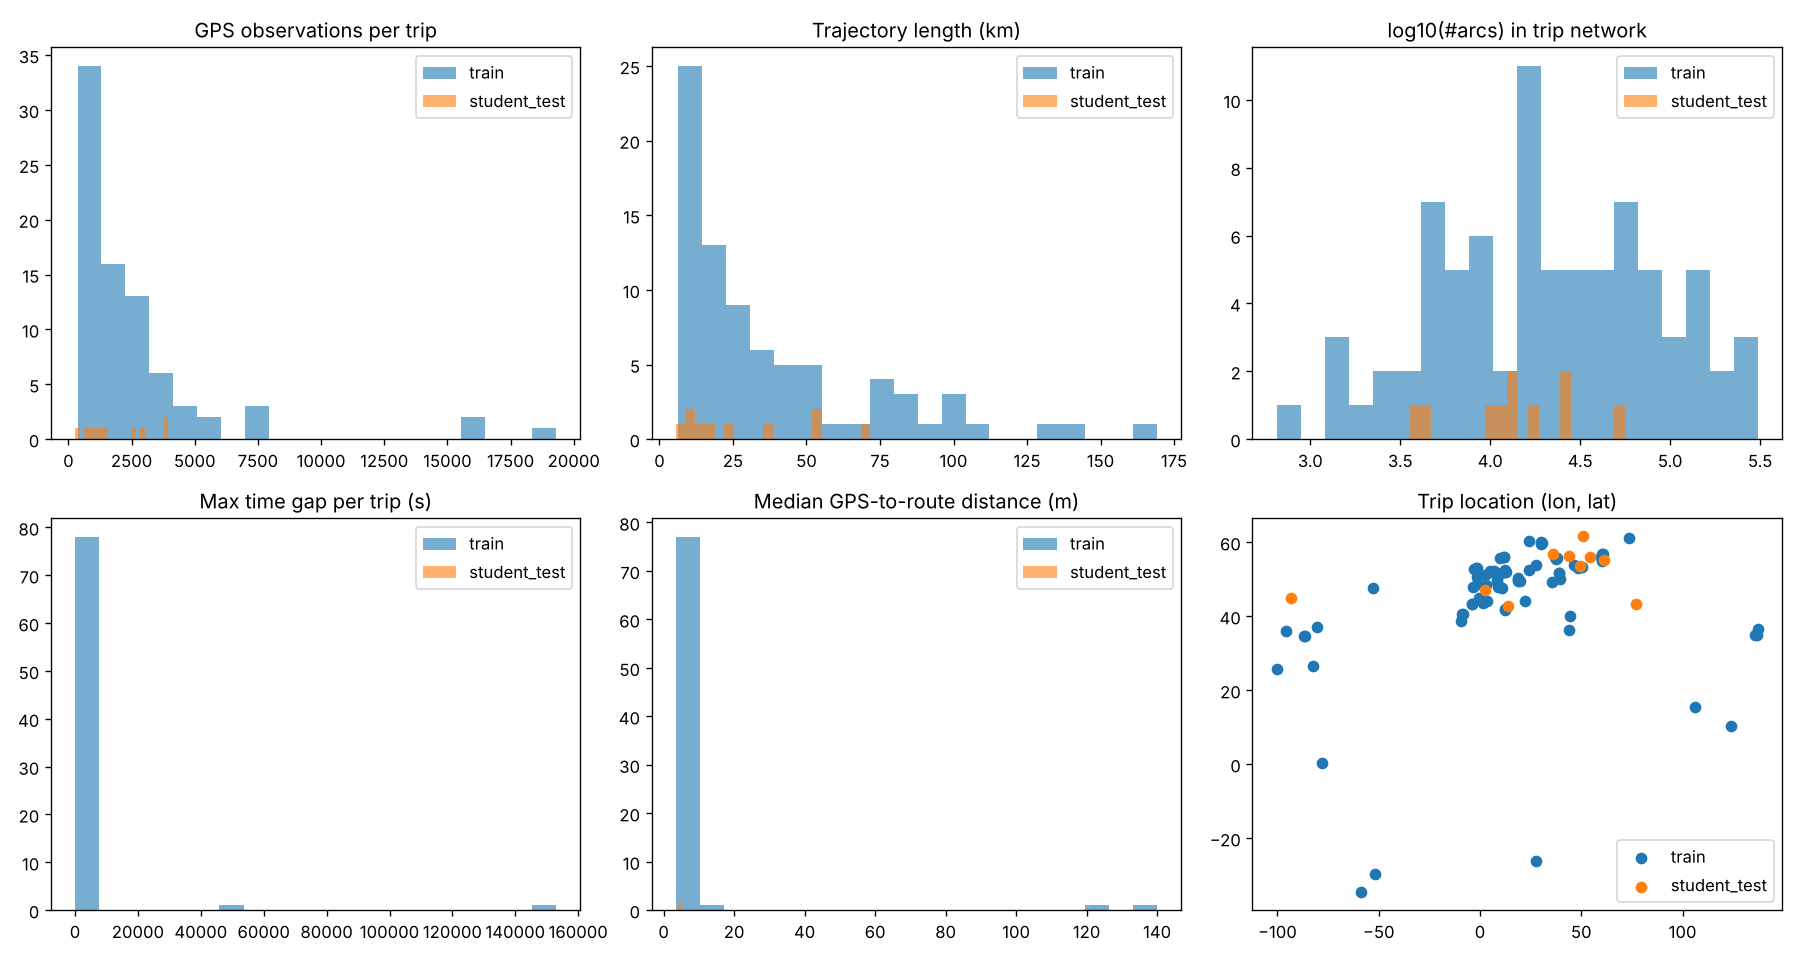 GPS observations per trip
35
30
25
20
15
10
5
0
0 2500 5000 7500 10000 12500 15000 17500 20000
train
student_test
Trajectory length (km)
25
20
15
10
5
0
0 25 50 75 100 125 150 175
train
student_test
log10(#arcs) in trip network
10
8
6
4
2
0
3.0 3.5 4.0 4.5 5.0 5.5
train
student_test
Max time gap per trip (s)
80
70
60
50
40
30
20
10
0
0 20000 40000 60000 80000 100000 120000 140000 160000
train
student_test
Median GPS-to-route distance (m)
80
70
60
50
40
30
20
10
0
0 20 40 60 80 100 120 140
train
student_test
Trip location (lon, lat)
60
40
20
0
−20
−100 −50 0 50 100
train
student_test